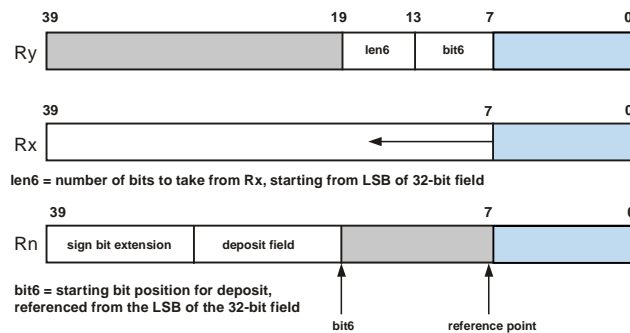 39 19 13 7 0
Ry len6 bit6
39 7 0
Rx
len6 = number of bits to take from Rx, starting from LSB of 32-bit field
39 7 0
Rn sign bit extension deposit field
bit6 = starting bit position for deposit,
referenced from the LSB of the 32-bit field
bit6 reference point